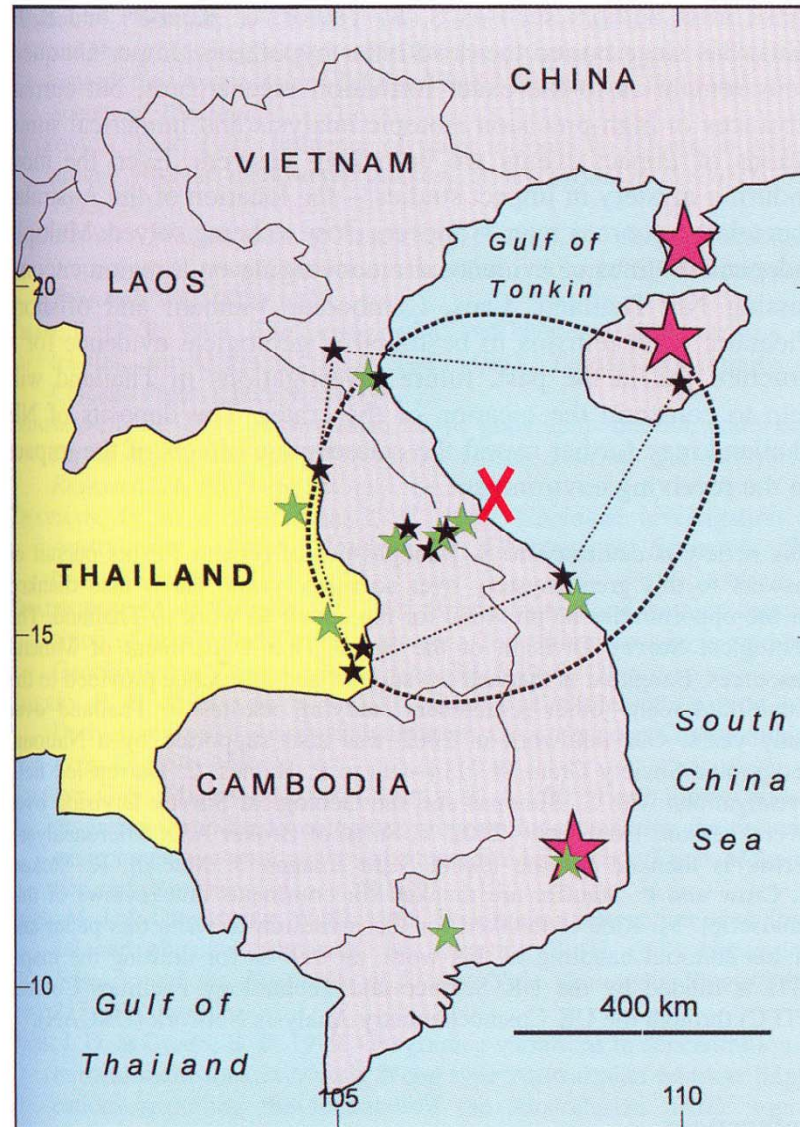 CHINA
VIETNAM
Gulf of
Tonkin
LAOS
20
THAILAND
15
South
China
Sea
CAMBODIA
10
Gulf of
Thailand
400 km
105
110